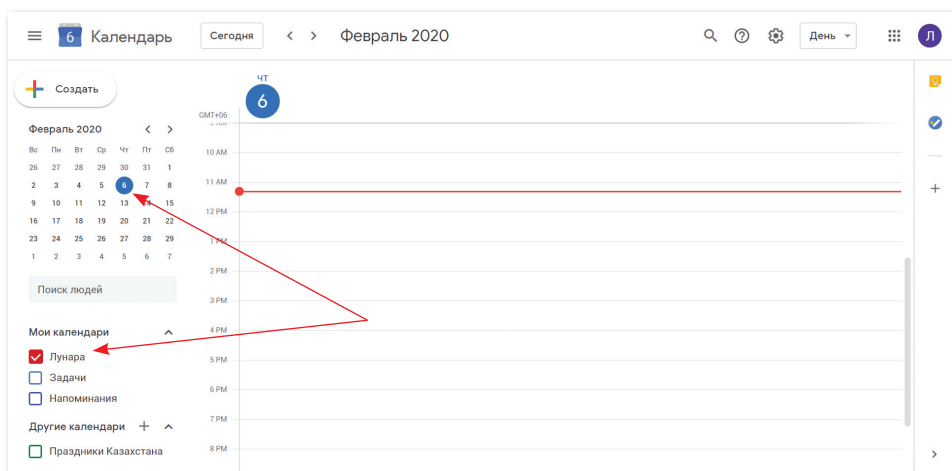 6 Календарь Сегодня Февраль 2020 День Л
Создать
Февраль 2020
Вс Пн Вт Ср Чт Пт Сб
26 27 28 29 30 31 1
2 3 4 5 6 7 8
9 10 11 12 13 14 15
16 17 18 19 20 21 22
23 24 25 26 27 28 29
1 2 3 4 5 6 7
Поиск людей
Мои календари
Лунара
Задачи
Напоминания
Другие календари
Праздники Казахстана
ЧТ
6
GMT+06
10 AM
11 AM
12 PM
1 PM
2 PM
3 PM
4 PM
5 PM
6 PM
7 PM
8 PM